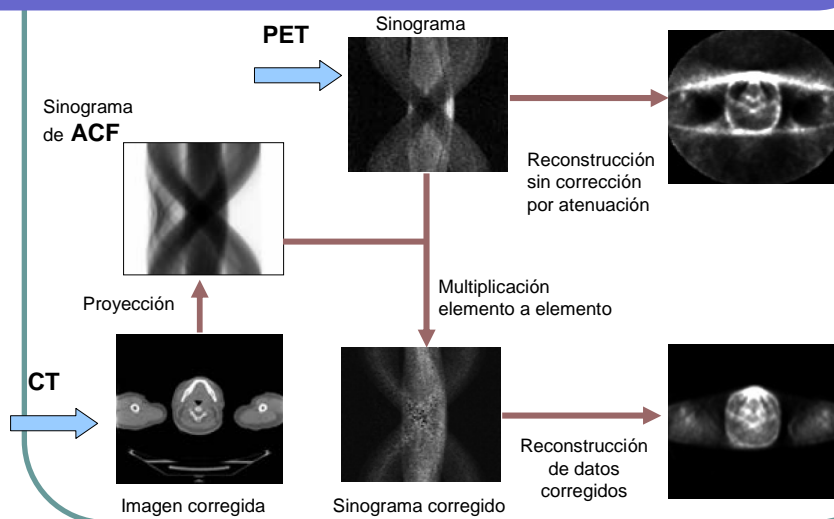 PET
Sinograma
Sinograma
de ACF
Reconstrucción
sin corrección
por atenuación
Multiplicación
elemento a elemento
Proyección
CT
Reconstrucción
de datos
corregidos
Imagen corregida
Sinograma corregido